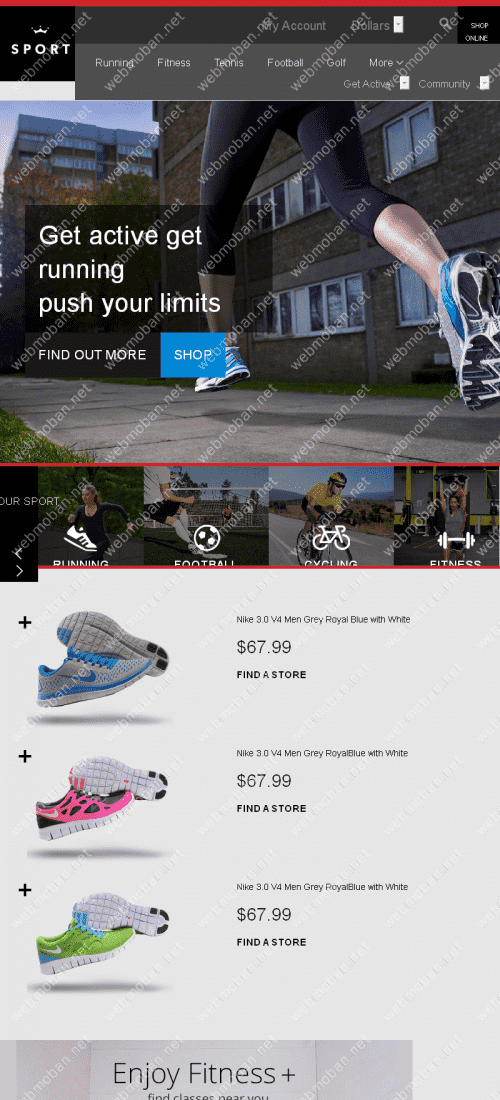 SPORT
My Account
Dollars
SHOP
ONLINE
Running
Fitness
Tennis
Football
Golf
More
Get Active
Community
Get active get
running
push your limits
FIND OUT MORE
SHOP
OUR SPORT
RUNNING
FOOTBALL
CYCLING
FITNESS
Nike 3.0 V4 Men Grey Royal Blue with White
$67.99
FIND A STORE
Nike 3.0 V4 Men Grey RoyalBlue with White
$67.99
FIND A STORE
Nike 3.0 V4 Men Grey RoyalBlue with White
$67.99
FIND A STORE
Enjoy Fitness +
find classes near you
webmoban.net